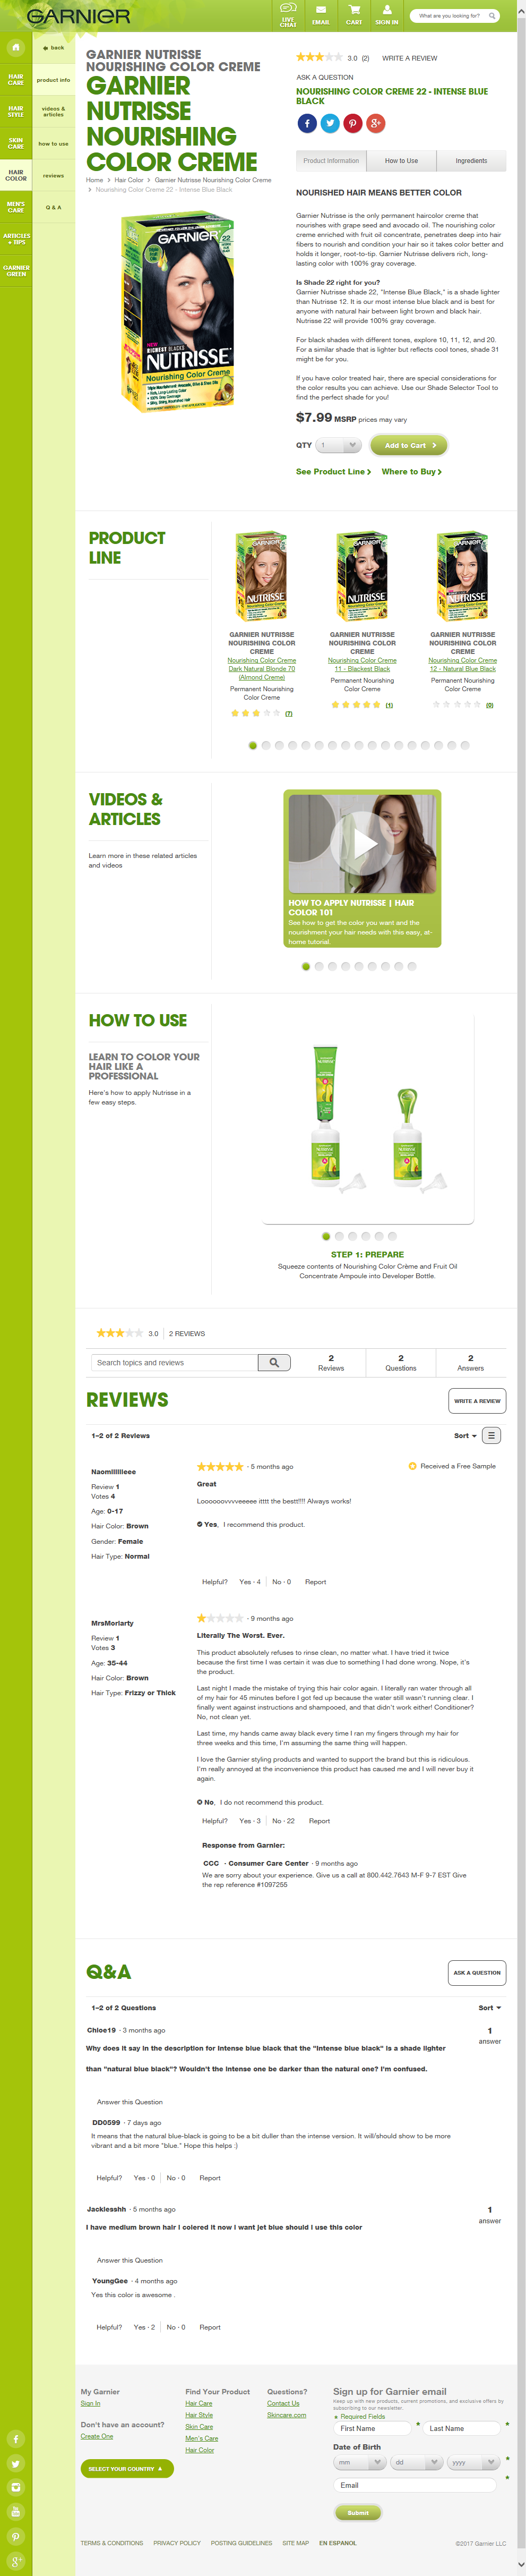 GARNIER
LIVE CHAT
EMAIL
CART
SIGN IN
What are you looking for?
HAIR CARE
HAIR STYLE
SKIN CARE
HAIR COLOR
MEN'S CARE
ARTICLES + TIPS
GARNIER GREEN
back
product info
videos & articles
how to use
reviews
Q & A
GARNIER NUTRISSE
NOURISHING COLOR CREME
GARNIER
NUTRISSE
NOURISHING
COLOR CREME
Home > Hair Color > Garnier Nutrisse Nourishing Color Creme
> Nourishing Color Creme 22 - Intense Blue Black
GARNIER
22
NEW
RICHEST BLACKS
NUTRISSE
Nourishing Color Creme
3.0 (2) WRITE A REVIEW
ASK A QUESTION
NOURISHING COLOR CREME 22 - INTENSE BLUE
BLACK
Product Information
How to Use
Ingredients
NOURISHED HAIR MEANS BETTER COLOR
Garnier Nutrisse is the only permanent haircolor creme that
nourishes with grape seed and avocado oil. The nourishing color
creme enriched with fruit oil concentrate, penetrates deep in hair
fibers to nourish and condition your hair so it takes color better and
holds it longer, root-to-tip. Garnier Nutrisse delivers rich, long-
lasting color with 100% gray coverage.
Is Shade 22 right for you?
Garnier Nutrisse shade 22, "Intense Blue Black," is a shade lighter
than Nutrisse 12. It is our most intense blue black and is best for
anyone with natural hair between light brown and black hair.
Nutrisse 22 will provide 100% gray coverage.
For black shades with different tones, explore 10, 11, 12, and 20.
For a similar shade that is lighter but reflects cool tones, shade 31
might be for you.
If you have color treated hair, there are special considerations for
the color results you can achieve. Use our Shade Selector Tool to
find the perfect shade for you!
$7.99 MSRP prices may vary
QTY 1
Add to Cart >
See Product Line >
Where to Buy >
PRODUCT
LINE
GARNIER NUTRISSE
NOURISHING COLOR
CREME
Nourishing Color Creme
Dark Natural Blonde 70
(Almond Creme)
Permanent Nourishing
Color Creme
(7)
GARNIER NUTRISSE
NOURISHING COLOR
CREME
Nourishing Color Creme
11 - Blackest Black
Permanent Nourishing
Color Creme
(1)
GARNIER NUTRISSE
NOURISHING COLOR
CREME
Nourishing Color Creme
12 - Natural Blue Black
Permanent Nourishing
Color Creme
(0)
VIDEOS &
ARTICLES
Learn more in these related articles
and videos
HOW TO APPLY NUTRISSE | HAIR
COLOR 101
See how to get the color you want and the
nourishment your hair needs with this easy, at-
home tutorial.
HOW TO USE
LEARN TO COLOR YOUR
HAIR LIKE A
PROFESSIONAL
Here's how to apply Nutrisse in a
few easy steps.
STEP 1: PREPARE
Squeeze contents of Nourishing Color Crème and Fruit Oil
Concentrate Ampoule into Developer Bottle.
3.0 2 REVIEWS
Search topics and reviews
2
Reviews
2
Questions
2
Answers
REVIEWS
WRITE A REVIEW
1–2 of 2 Reviews
Sort
Naomiilliieee
Review 1
Votes 4
Age: 0-17
Hair Color: Brown
Gender: Female
Hair Type: Normal
· 5 months ago
Received a Free Sample
Great
Loooooovvvveeeee itttt the bestt!!!! Always works!
Yes, I recommend this product.
Helpful? Yes · 4 No · 0 Report
MrsMoriarty
Review 1
Votes 3
Age: 35-44
Hair Color: Brown
Hair Type: Frizzy or Thick
· 9 months ago
Literally The Worst. Ever.
This product absolutely refuses to rinse clean, no matter what. I have tried it twice
because the first time I was certain it was due to something I had done wrong. Nope, it's
the product.
Last night I made the mistake of trying this hair color again. I literally ran water through all
of my hair for 45 minutes before I got fed up because the water still wasn't running clear. I
finally went against instructions and shampooed, and that didn't work either! Conditioner?
No, not clean yet.
Last time, my hands came away black every time I ran my fingers through my hair for
three weeks and this time, I'm assuming the same thing will happen.
I love the Garnier styling products and wanted to support the brand but this is ridiculous.
I'm really annoyed at the inconvenience this product has caused me and I will never buy it
again.
No, I do not recommend this product.
Helpful? Yes · 3 No · 22 Report
Response from Garnier:
CCC · Consumer Care Center · 9 months ago
We are sorry about your experience. Give us a call at 800.442.7643 M-F 9-7 EST Give
the rep reference #1097255
Q&A
ASK A QUESTION
1–2 of 2 Questions
Sort
Chloe19 · 3 months ago
1
answer
Why does it say in the description for Intense blue black that the "Intense blue black" is a shade lighter
than "natural blue black"? Wouldn't the intense one be darker than the natural one? I'm confused.
Answer this Question
DD0599 · 7 days ago
It means that the natural blue-black is going to be a bit duller than the intense version. It will/should show to be more
vibrant and a bit more "blue." Hope this helps :)
Helpful? Yes · 0 No · 0 Report
Jackiesshh · 5 months ago
1
answer
I have medium brown hair I colered it now I want jet blue should i use this color
Answer this Question
YoungGee · 4 months ago
Yes this color is awesome .
Helpful? Yes · 2 No · 0 Report
My Garnier
Sign In
Don't have an account?
Create One
SELECT YOUR COUNTRY
Find Your Product
Hair Care
Hair Style
Skin Care
Men's Care
Hair Color
Questions?
Contact Us
Skincare.com
Sign up for Garnier email
Keep up with new products, current promotions, and exclusive offers by
subscribing to our newsletter.
* Required Fields
First Name * Last Name *
Date of Birth
mm dd yyyy *
Email *
Submit
TERMS & CONDITIONS PRIVACY POLICY POSTING GUIDELINES SITE MAP EN ESPANOL
©2017 Garnier LLC